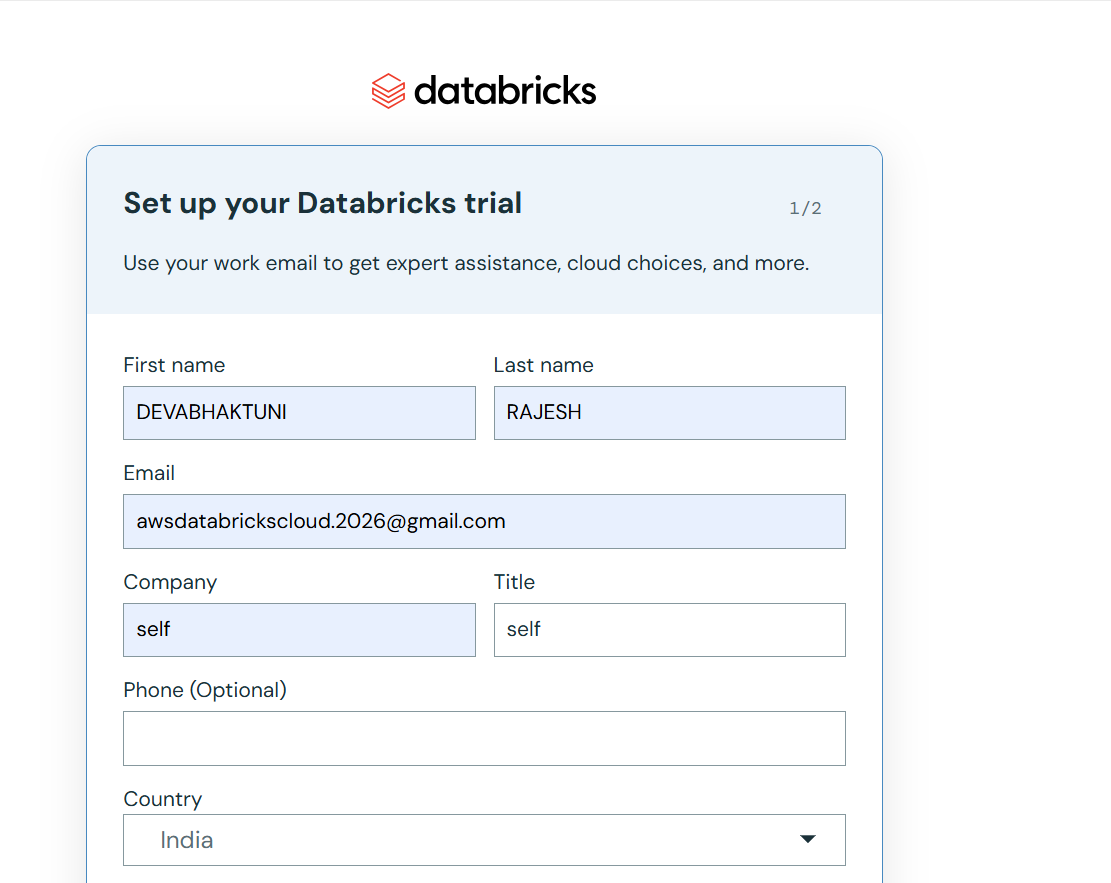 databricks
Set up your Databricks trial
1/2
Use your work email to get expert assistance, cloud choices, and more.
First name Last name
DEVABHAKTUNI RAJESH
Email
awsdatabrickscloud.2026@gmail.com
Company Title
self self
Phone (Optional)
Country
India